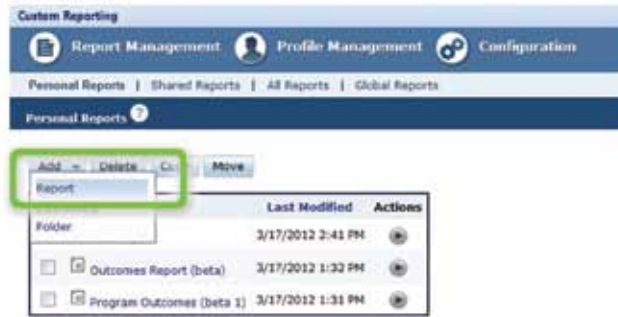 Custom Reporting
Report Management Profile Management Configuration
Personal Reports | Shared Reports | All Reports | Global Reports
Personal Reports ?
Add Delete Move
Report
Last Modified Actions
Folder
3/17/2012 2:41 PM
Outcomes Report (beta) 3/17/2012 1:32 PM
Program Outcomes (beta 1) 3/17/2012 1:31 PM